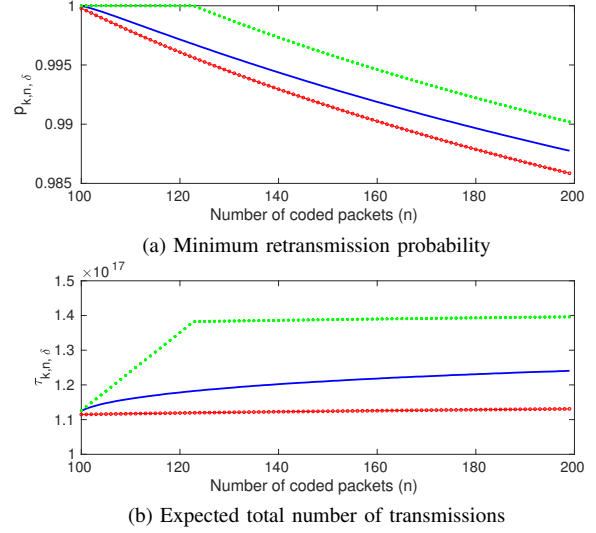 1
0.995
0.99
0.985
p k,n, δ
100 120 140 160 180 200
Number of coded packets (n)
(a) Minimum retransmission probability
×10 17
1.5
1.4
1.3
1.2
1.1
1
τ̄ k,n, δ
100 120 140 160 180 200
Number of coded packets (n)
(b) Expected total number of transmissions